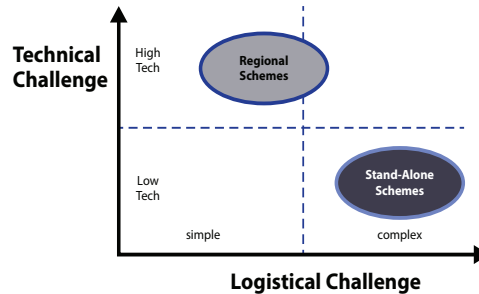 Technical
Challenge
High
Tech
Regional
Schemes
Low
Tech
Stand-Alone
Schemes
simple
complex
Logistical Challenge